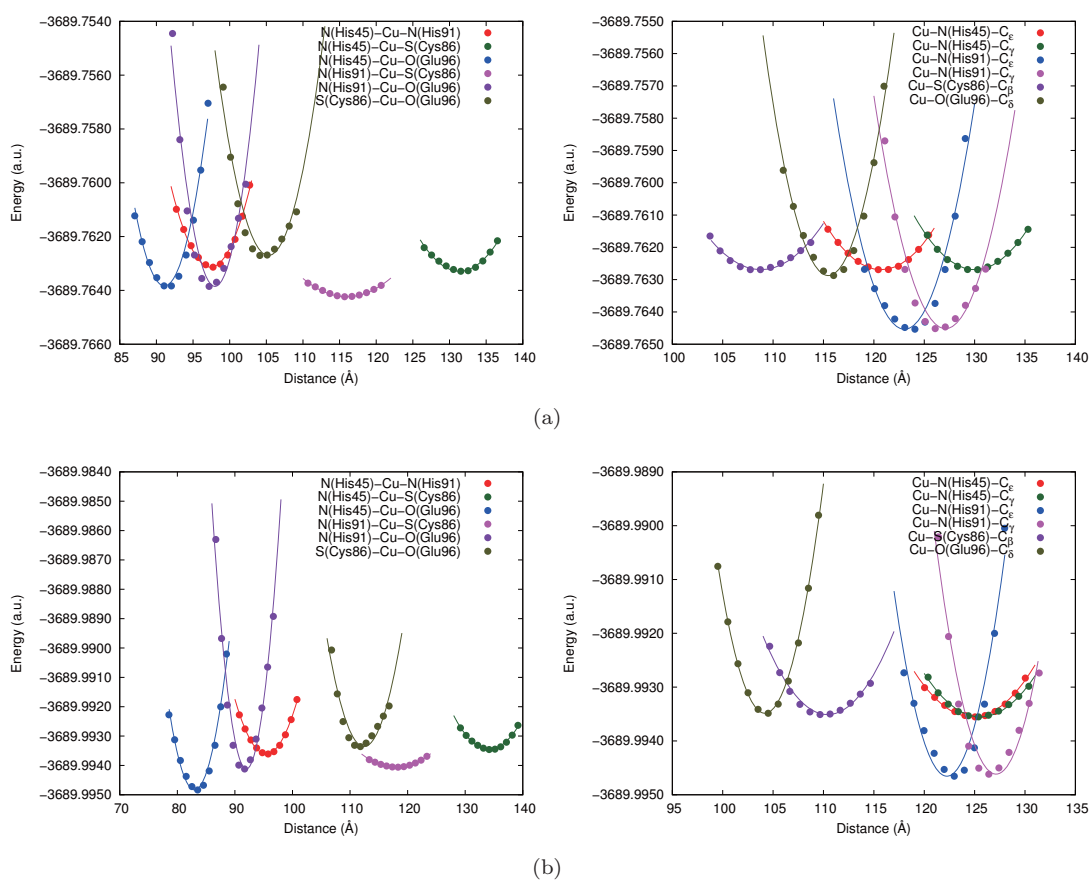 -3689.7540
-3689.7560
-3689.7580
-3689.7600
-3689.7620
-3689.7640
-3689.7660
85 90 95 100 105 110 115 120 125 130 135 140
Energy (a.u.)
Distance (Å)
N(His45)-Cu-N(His91)
N(His45)-Cu-S(Cys86)
N(His45)-Cu-O(Glu96)
N(His91)-Cu-S(Cys86)
N(His91)-Cu-O(Glu96)
S(Cys86)-Cu-O(Glu96)
-3689.7550
-3689.7560
-3689.7570
-3689.7580
-3689.7590
-3689.7600
-3689.7610
-3689.7620
-3689.7630
-3689.7640
-3689.7650
100 105 110 115 120 125 130 135 140
Energy (a.u.)
Distance (Å)
Cu-N(His45)-Cε
Cu-N(His45)-Cγ
Cu-N(His91)-Cε
Cu-N(His91)-Cγ
Cu-S(Cys86)-Cβ
Cu-O(Glu96)-Cδ
(a)
-3689.9840
-3689.9850
-3689.9860
-3689.9870
-3689.9880
-3689.9890
-3689.9900
-3689.9910
-3689.9920
-3689.9930
-3689.9940
-3689.9950
70 80 90 100 110 120 130 140
Energy (a.u.)
Distance (Å)
N(His45)-Cu-N(His91)
N(His45)-Cu-S(Cys86)
N(His45)-Cu-O(Glu96)
N(His91)-Cu-S(Cys86)
N(His91)-Cu-O(Glu96)
S(Cys86)-Cu-O(Glu96)
-3689.9890
-3689.9900
-3689.9910
-3689.9920
-3689.9930
-3689.9940
-3689.9950
95 100 105 110 115 120 125 130 135
Energy (a.u.)
Distance (Å)
Cu-N(His45)-Cε
Cu-N(His45)-Cγ
Cu-N(His91)-Cε
Cu-N(His91)-Cγ
Cu-S(Cys86)-Cβ
Cu-O(Glu96)-Cδ
(b)